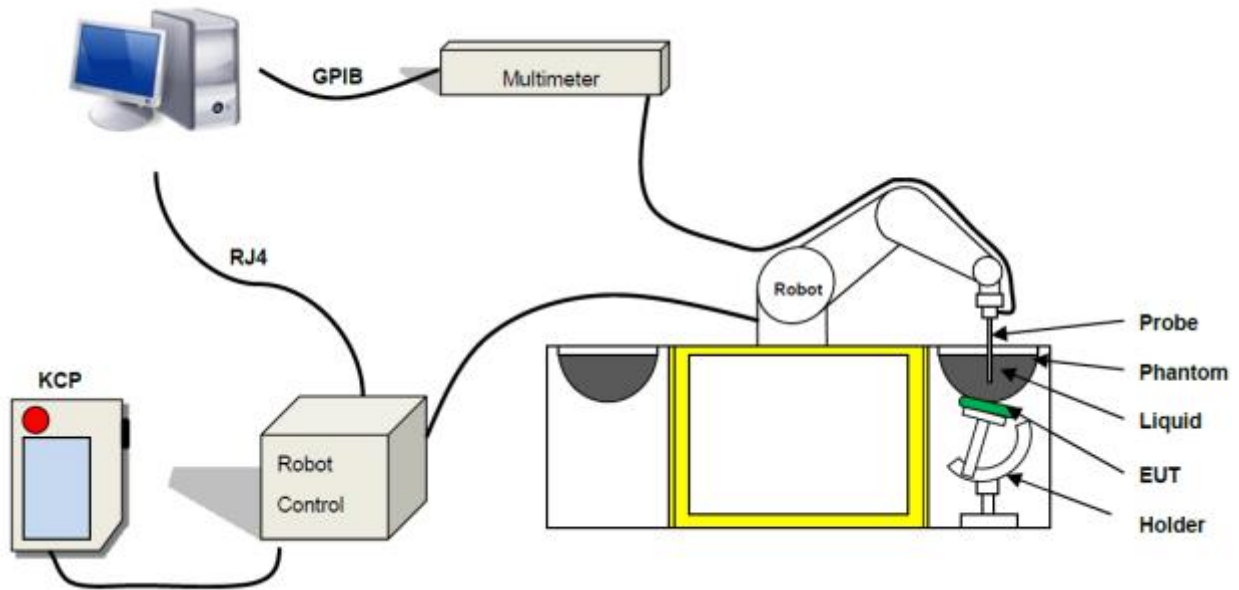 GPIB
Multimeter
RJ4
Robot
Probe
Phantom
KCP
Liquid
Robot
Control
EUT
Holder